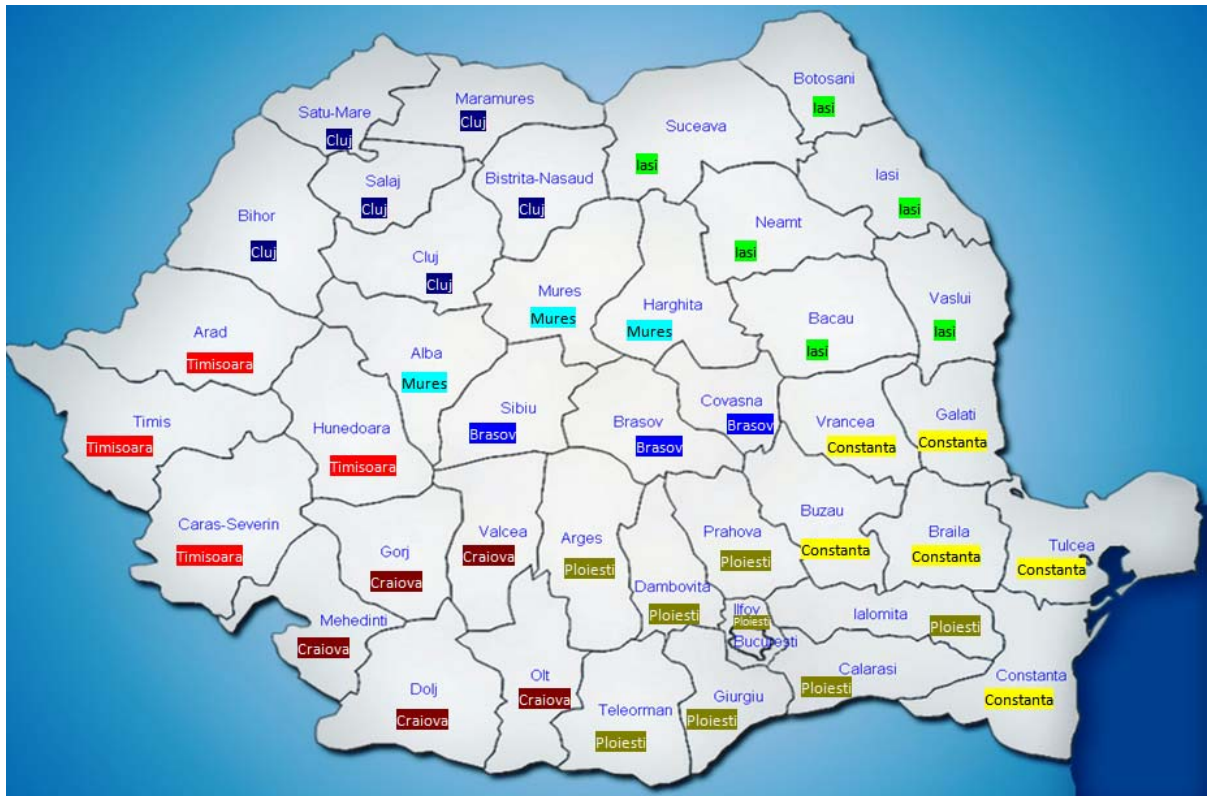 Botosani
Iasi
Satu-Mare
Cluj
Maramures
Cluj
Suceava
Iasi
Iasi
Iasi
Salaj
Cluj
Bistrita-Nasaud
Cluj
Bihor
Cluj
Neamt
Iasi
Cluj
Cluj
Mures
Mures
Harghita
Mures
Bacau
Iasi
Vaslui
Iasi
Arad
Timisoara
Alba
Mures
Timis
Timisoara
Hunedoara
Timisoara
Sibiu
Brasov
Brasov
Brasov
Covasna
Brasov
Vrancea
Constanta
Galati
Constanta
Caras-Severin
Timisoara
Gorj
Craiova
Valcea
Craiova
Arges
Ploiesti
Dambovita
Ploiesti
Prahova
Ploiesti
Buzau
Constanta
Braila
Constanta
Tulcea
Constanta
Mehedinti
Craiova
Ilfov
Ploiesti
Bucuresti
Ialomita
Ploiesti
Dolj
Craiova
Olt
Craiova
Teleorman
Ploiesti
Giurgiu
Ploiesti
Calarasi
Ploiesti
Constanta
Constanta